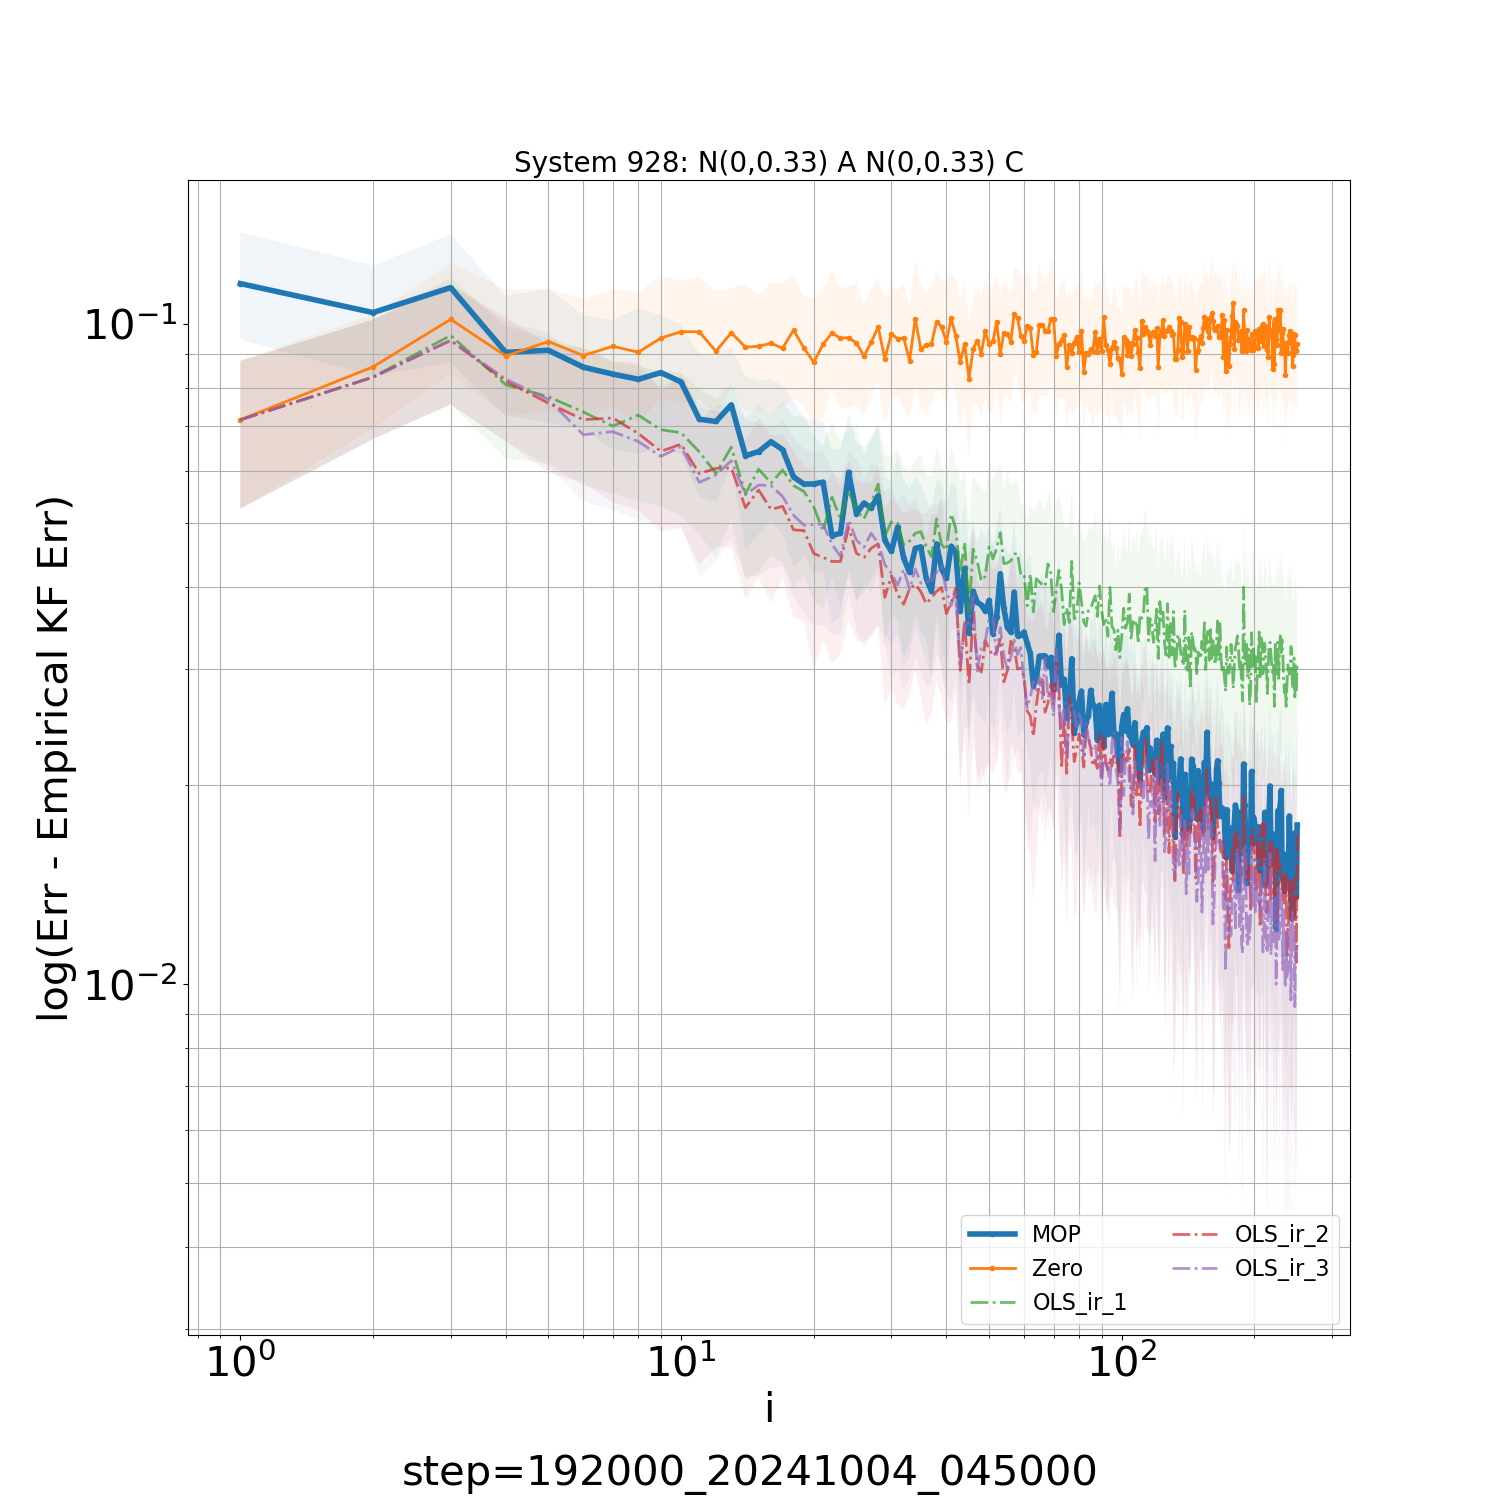 System 928: N(0,0.33) A N(0,0.33) C
log(Err - Empirical KF Err)
10⁻¹
10⁻²
MOP
Zero
OLS_ir_1
OLS_ir_2
OLS_ir_3
10⁰ 10¹ 10²
i
step=192000_20241004_045000